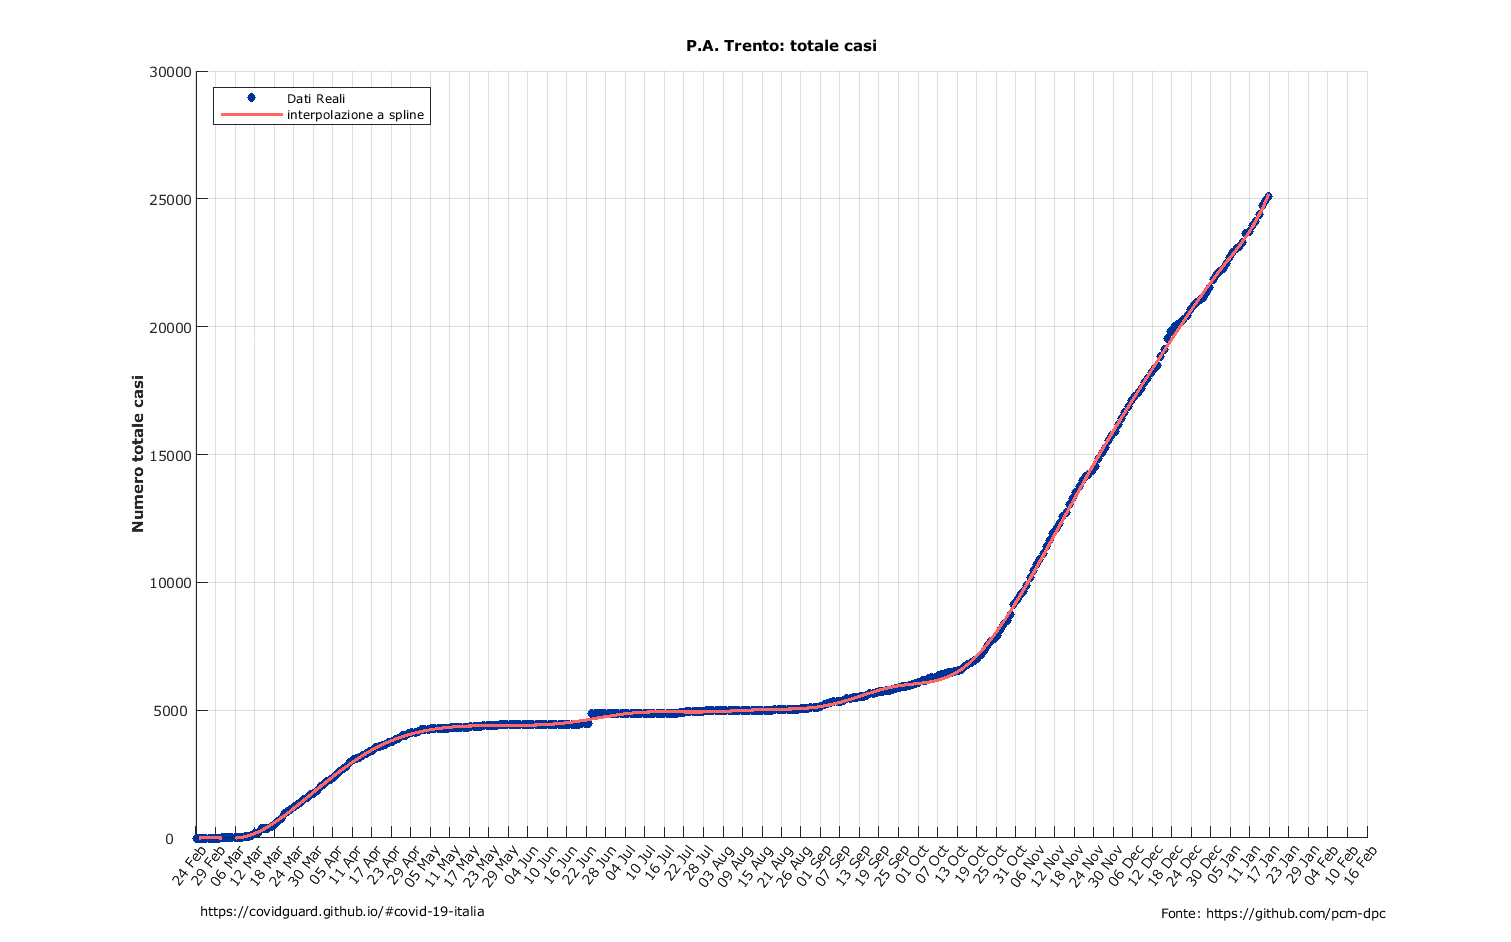 P.A. Trento: totale casi
Dati Reali
interpolazione a spline
Numero totale casi
30000
25000
20000
15000
10000
5000
0
24 Feb
29 Feb
06 Mar
12 Mar
18 Mar
24 Mar
30 Mar
05 Apr
11 Apr
17 Apr
23 Apr
29 Apr
05 May
11 May
17 May
23 May
29 May
04 Jun
10 Jun
16 Jun
22 Jun
28 Jun
04 Jul
10 Jul
16 Jul
22 Jul
28 Jul
03 Aug
09 Aug
15 Aug
21 Aug
26 Aug
01 Sep
07 Sep
13 Sep
19 Sep
25 Oct
01 Oct
07 Oct
13 Oct
19 Oct
25 Oct
31 Oct
06 Nov
12 Nov
18 Nov
24 Nov
30 Dec
06 Dec
12 Dec
18 Dec
24 Dec
30 Jan
05 Jan
11 Jan
17 Jan
23 Jan
29 Feb
04 Feb
10 Feb
16 Feb
https://covidguard.github.io/#covid-19-italia
Fonte: https://github.com/pcm-dpc